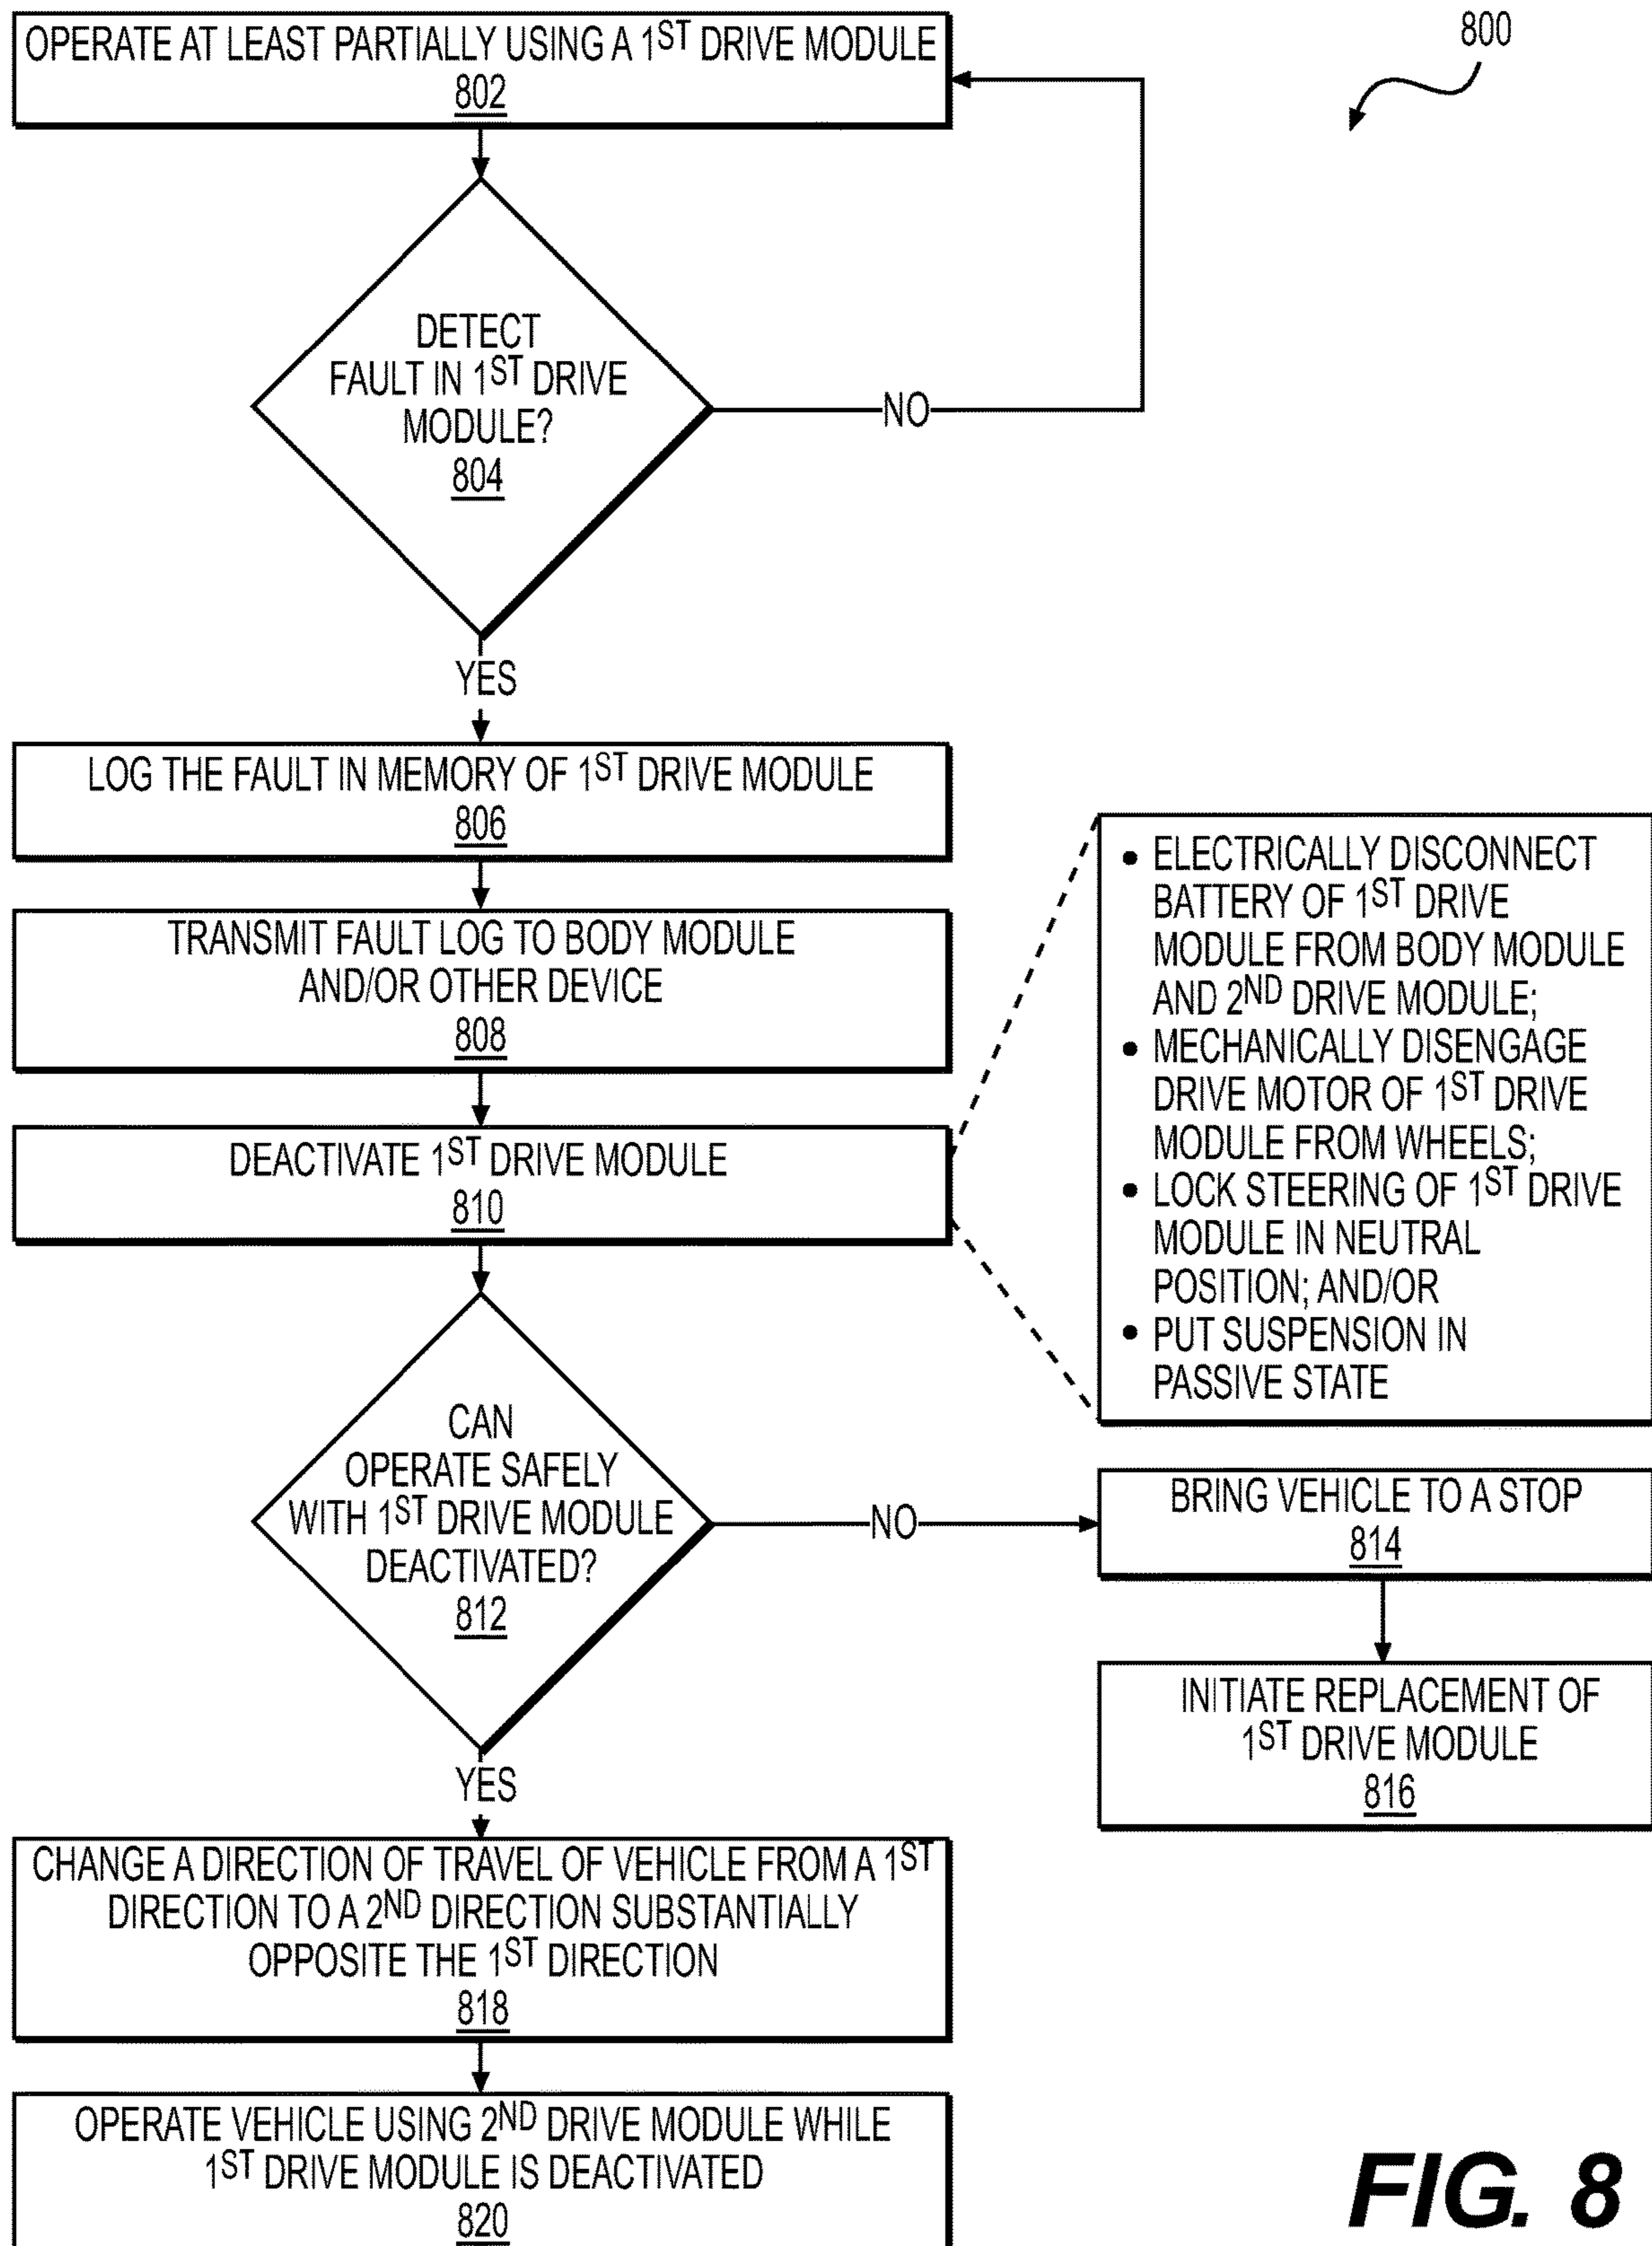 800
OPERATE AT LEAST PARTIALLY USING A 1ST DRIVE MODULE
802
DETECT
FAULT IN 1ST DRIVE
MODULE?
804
NO
YES
LOG THE FAULT IN MEMORY OF 1ST DRIVE MODULE
806
TRANSMIT FAULT LOG TO BODY MODULE
AND/OR OTHER DEVICE
808
DEACTIVATE 1ST DRIVE MODULE
810
• ELECTRICALLY DISCONNECT
BATTERY OF 1ST DRIVE
MODULE FROM BODY MODULE
AND 2ND DRIVE MODULE;
• MECHANICALLY DISENGAGE
DRIVE MOTOR OF 1ST DRIVE
MODULE FROM WHEELS;
• LOCK STEERING OF 1ST DRIVE
MODULE IN NEUTRAL
POSITION; AND/OR
• PUT SUSPENSION IN
PASSIVE STATE
CAN
OPERATE SAFELY
WITH 1ST DRIVE MODULE
DEACTIVATED?
812
NO
BRING VEHICLE TO A STOP
814
INITIATE REPLACEMENT OF
1ST DRIVE MODULE
816
YES
CHANGE A DIRECTION OF TRAVEL OF VEHICLE FROM A 1ST
DIRECTION TO A 2ND DIRECTION SUBSTANTIALLY
OPPOSITE THE 1ST DIRECTION
818
OPERATE VEHICLE USING 2ND DRIVE MODULE WHILE
1ST DRIVE MODULE IS DEACTIVATED
820
FIG. 8